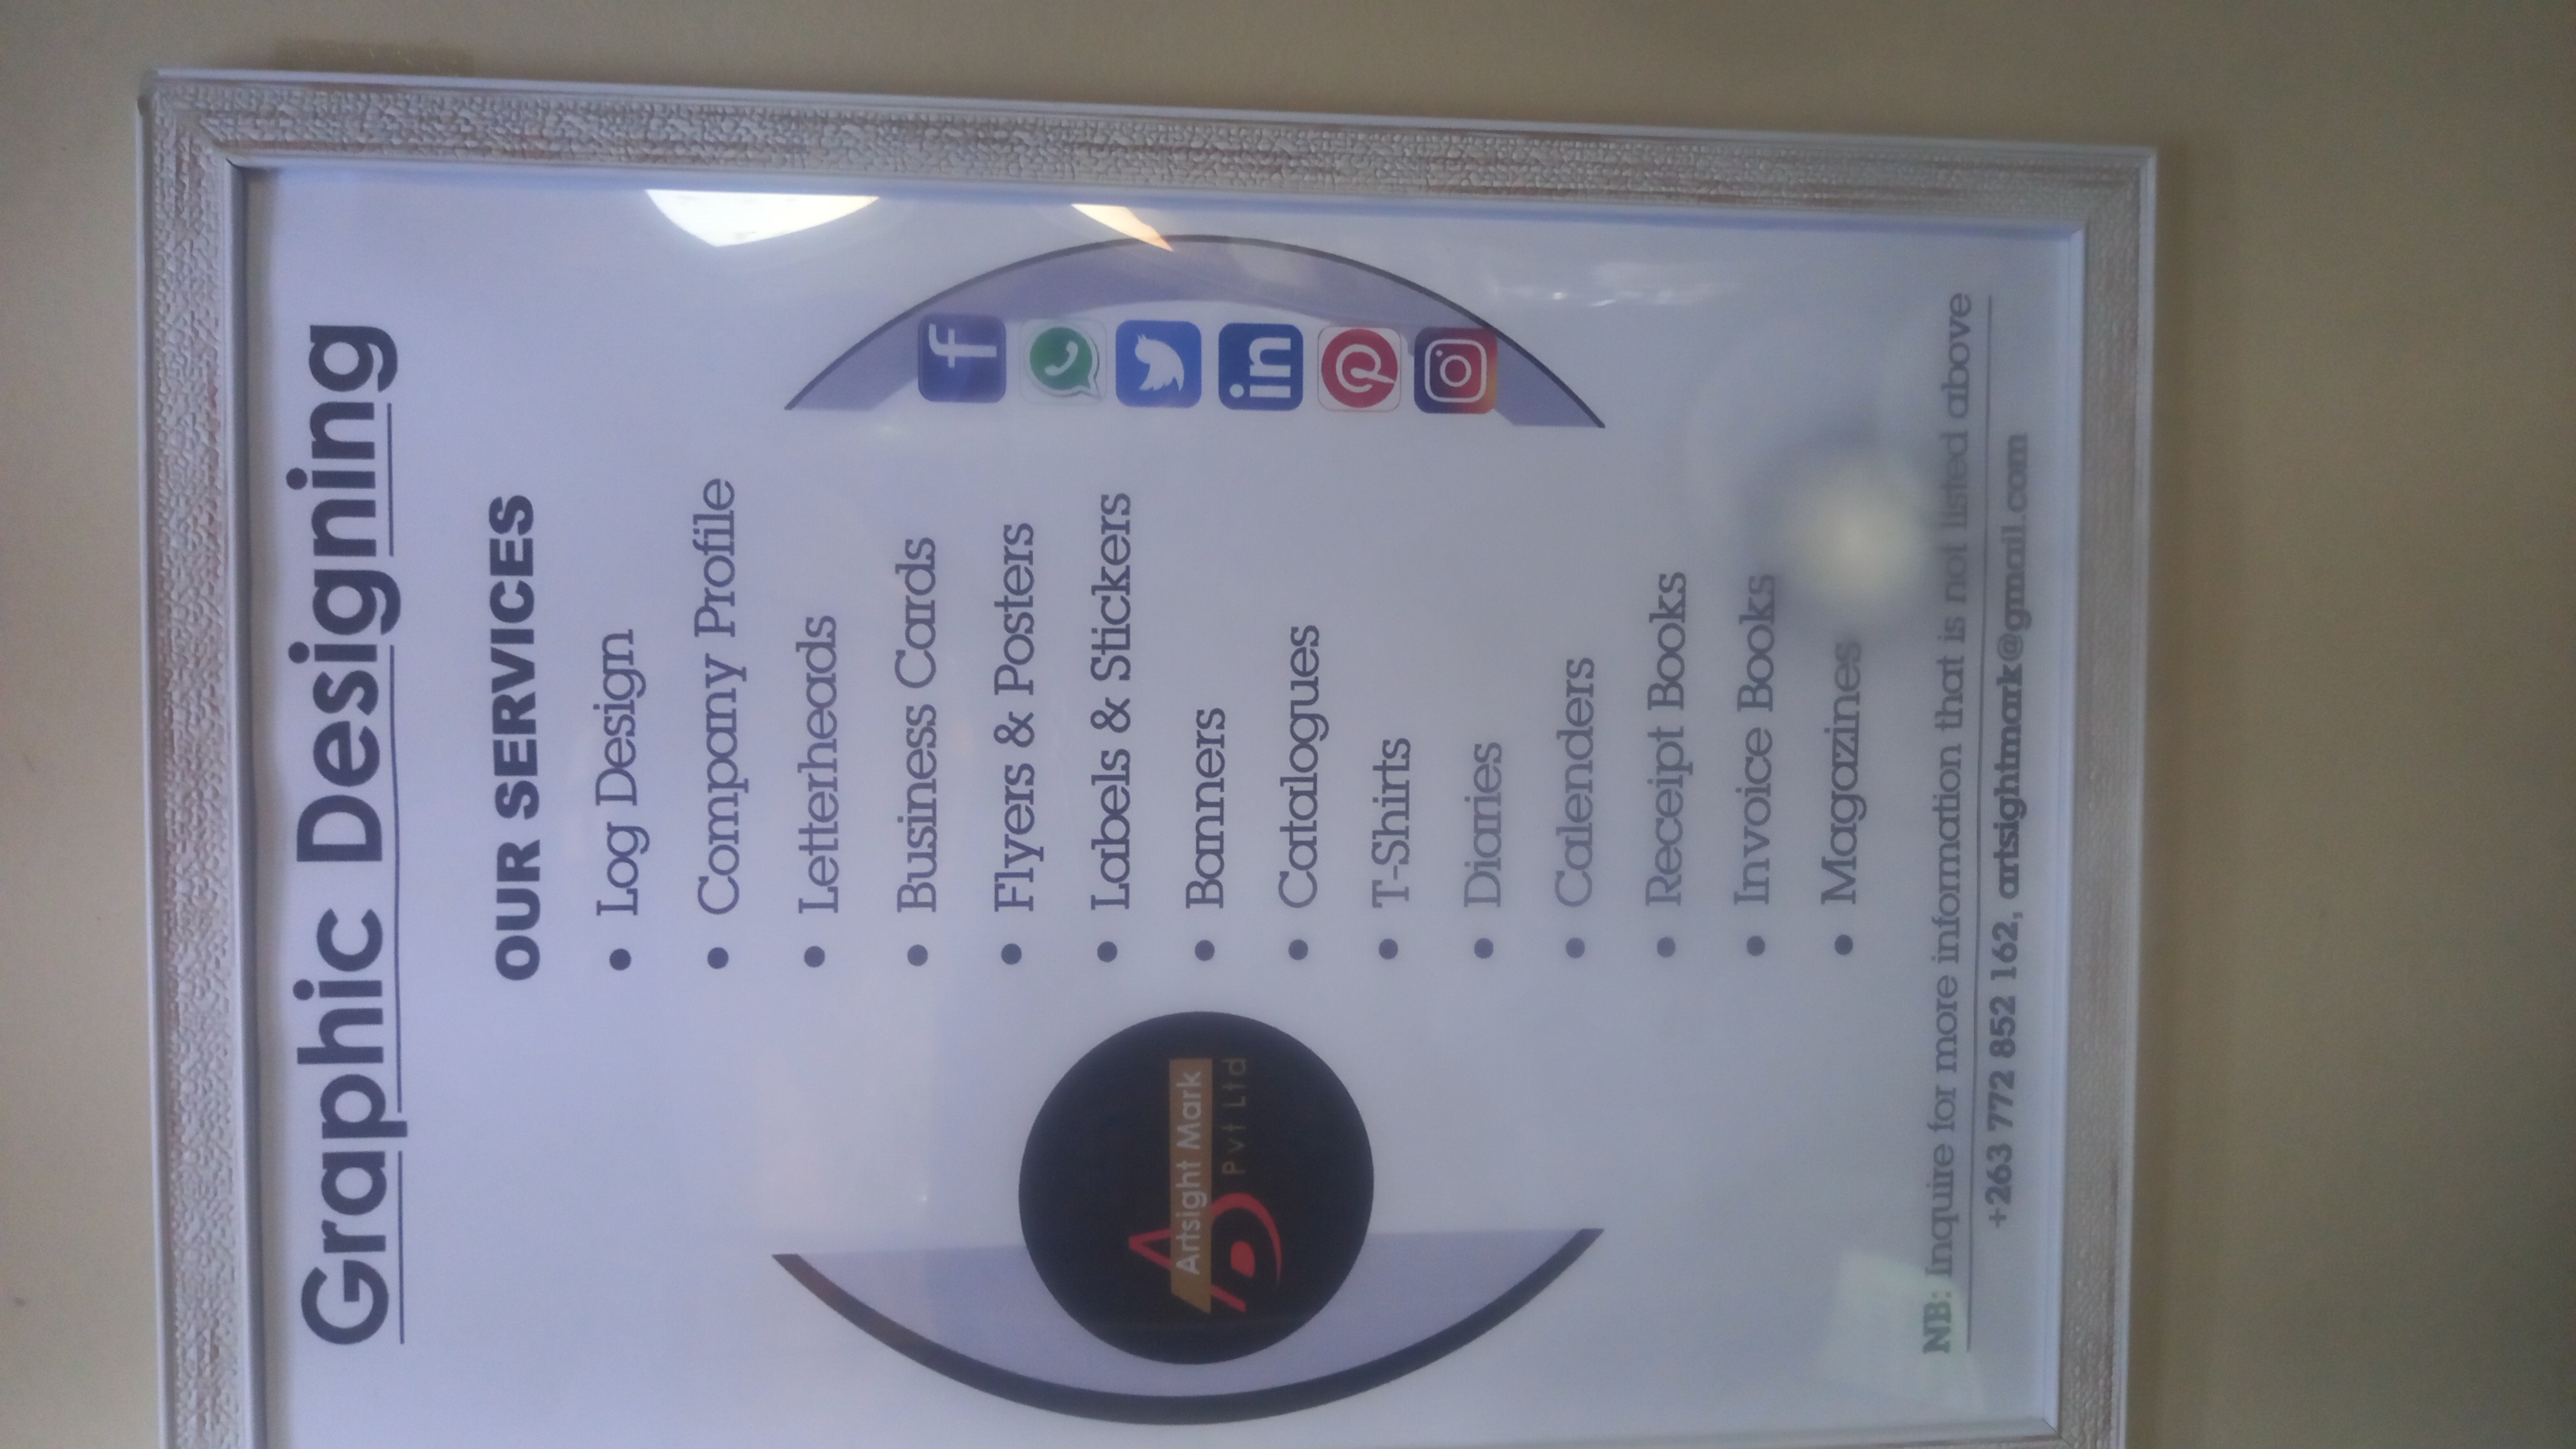 Graphic Designing
OUR SERVICES
• Log Design
• Company Profile
• Letterheads
• Business Cards
• Flyers & Posters
• Labels & Stickers
• Banners
• Catalogues
• T-Shirts
• Diaries
• Calenders
• Receipt Books
• Invoice Books
• Magazines
Artsight Mark
Pvt Ltd
f
in
NB: Inquire for more information that is not listed above
+263 772 852 162, artsightmark@gmail.com